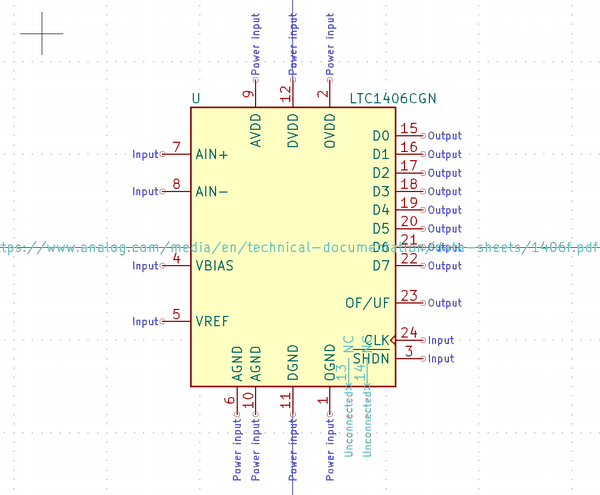 Power input Power input Power input
U LTC1406CGN
9 12 2
AVDD DVDD OVDD
D0 15 Output
D1 16 Output
Input 7 AIN+ D2 17 Output
D3 18 Output
Input 8 AIN- D4 19 Output
D5 20 Output
D6 21 Output
ttps://www.analog.com/media/en/technical-documentation/data-sheets/1406f.pdf
Input 4 VBIAS D7 22 Output
OF/UF 23 Output
Input 5 VREF
CLK 24 Input
SHDN 3 Input
AGND AGND DGND OGND
13 NC 14 NC
6 10 11 1
Power input Power input Power input Power input Unconnected Unconnected